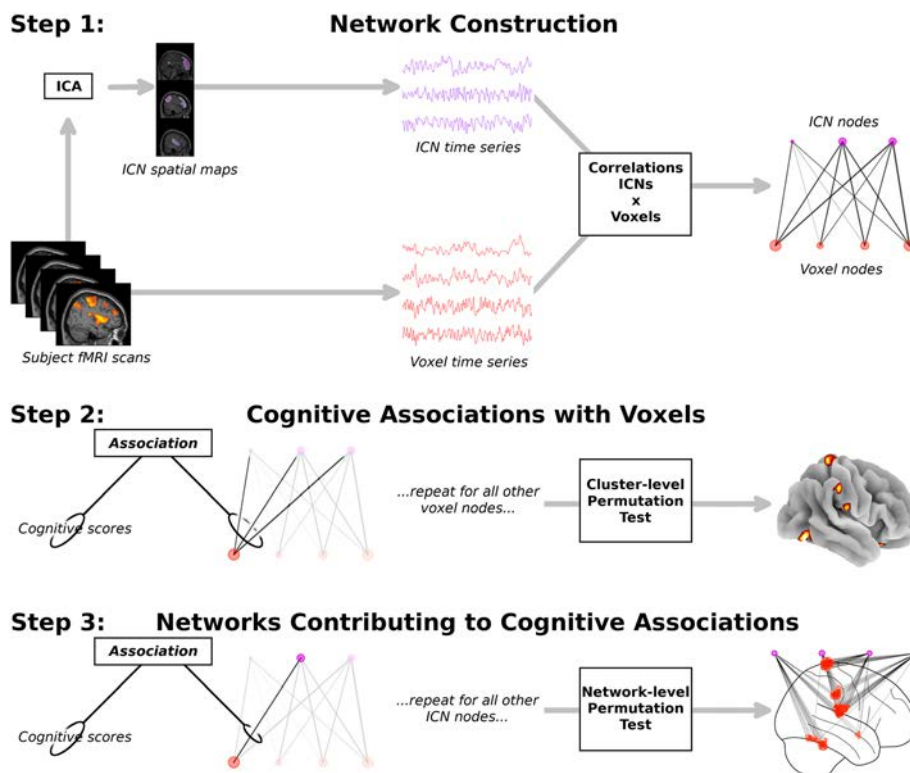 Step 1:
Network Construction
ICA
ICN spatial maps
ICN time series
ICN nodes
Correlations
ICNs
x
Voxels
Voxel nodes
Subject fMRI scans
Voxel time series
Step 2:
Cognitive Associations with Voxels
Association
Cognitive scores
...repeat for all other
voxel nodes...
Cluster-level
Permutation
Test
Step 3:
Networks Contributing to Cognitive Associations
Association
Cognitive scores
...repeat for all other
ICN nodes...
Network-level
Permutation
Test